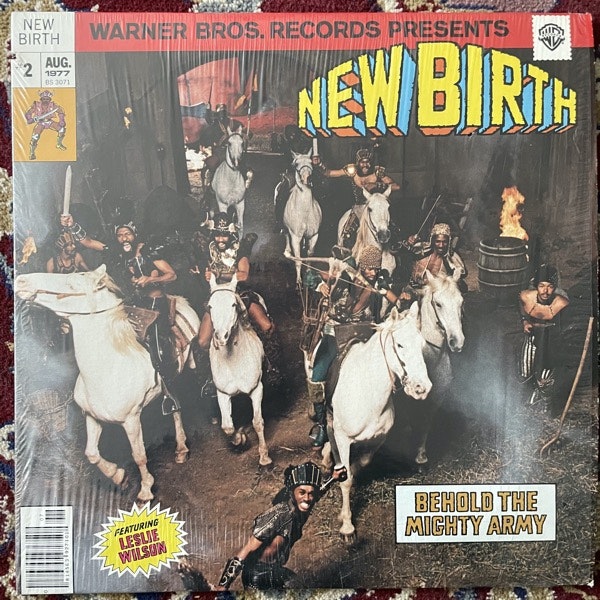 NEW
BIRTH
WARNER BROS. RECORDS PRESENTS
2
AUG.
1977
BS 3071
NEW BIRTH
FEATURING
LESLIE
WILSON
BEHOLD THE
MIGHTY ARMY